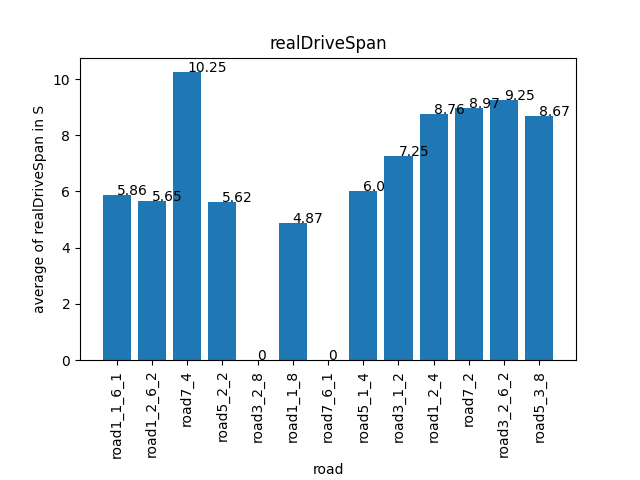 realDriveSpan
average of realDriveSpan in S
10
8
6
4
2
0
5.86
5.65
10.25
5.62
0
4.87
0
6.0
7.25
8.76
8.97
9.25
8.67
road1_1_6_1
road1_2_6_2
road7_4
road5_2_2
road3_2_8
road1_1_8
road7_6_1
road5_1_4
road3_1_2
road1_2_4
road7_2
road3_2_6_2
road5_3_8
road